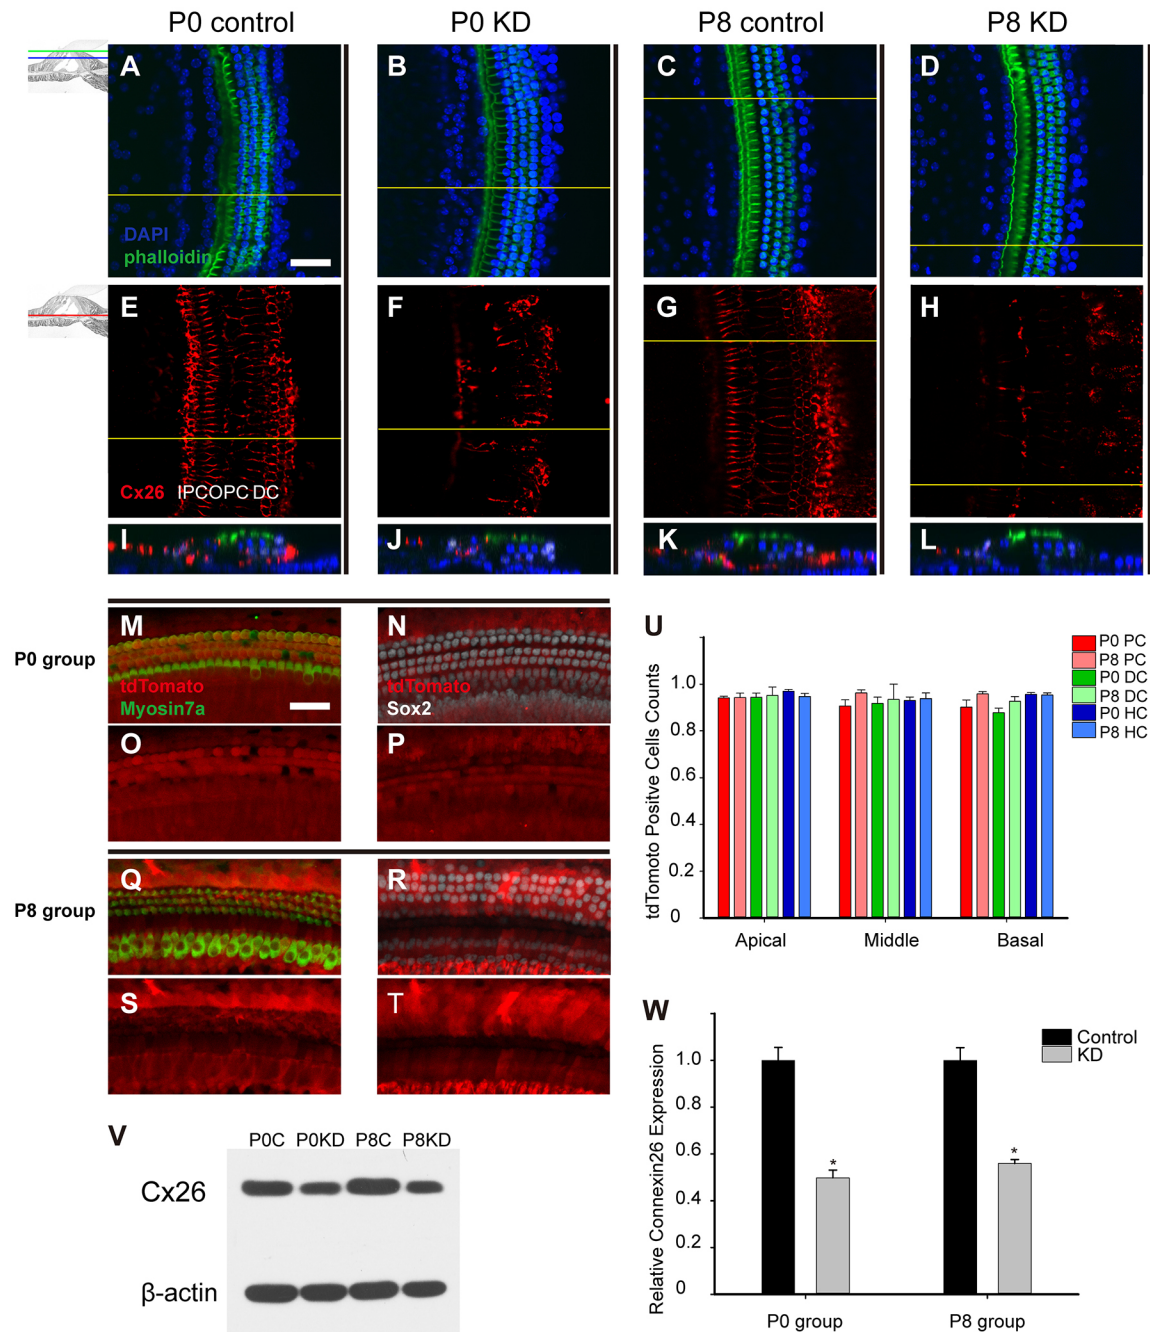 P0 control
P0 KD
P8 control
P8 KD
A
B
C
D
DAPI
phalloidin
E
F
G
H
Cx26
IPCOPC DC
I
J
K
L
P0 group
M
tdTomato
Myosin7a
N
tdTomato
Sox2
O
P
P8 group
Q
R
S
T
U
tdTomoto Positve Cells Counts
1.0
0.8
0.6
0.4
0.2
0
Apical
Middle
Basal
P0 PC
P8 PC
P0 DC
P8 DC
P0 HC
P8 HC
V
P0C P0KD P8C P8KD
Cx26
β-actin
W
Relative Connexin26 Expression
1.0
0.8
0.6
0.4
0.2
0
*
*
P0 group
P8 group
Control
KD